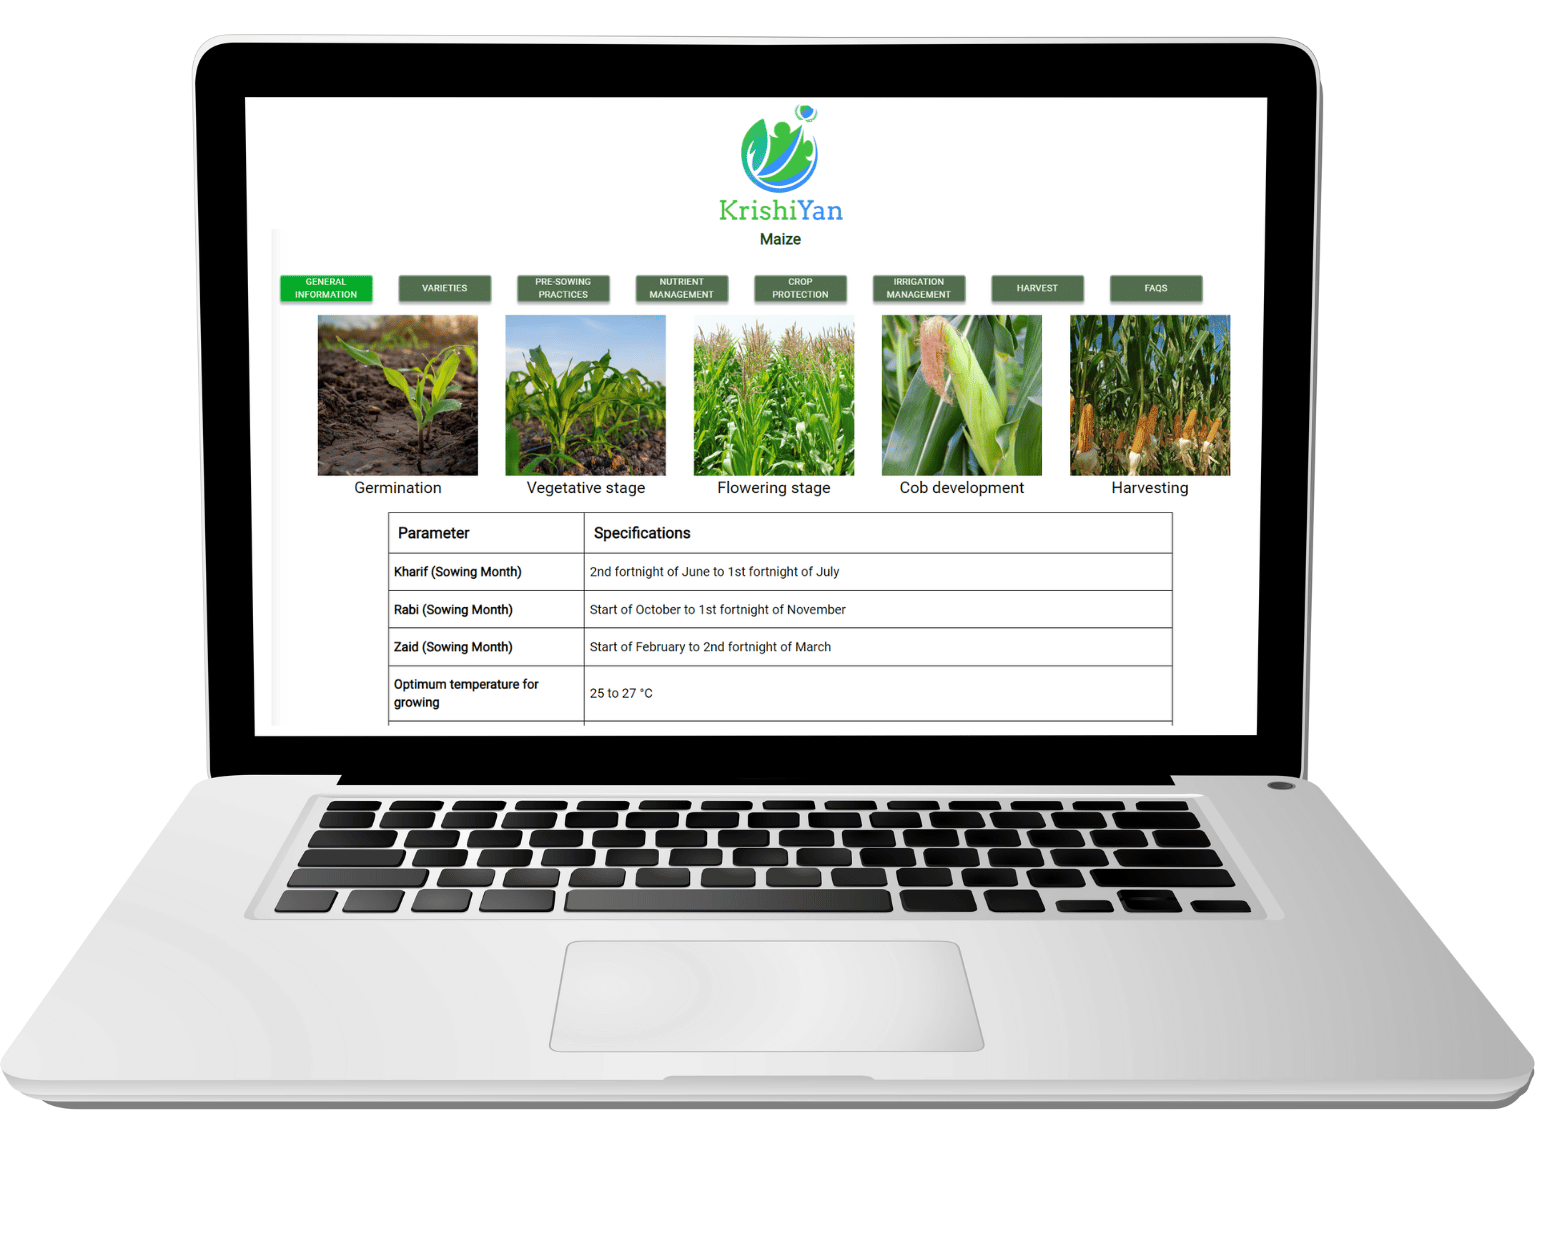 KrishiYan
Maize
GENERAL
INFORMATION
VARIETIES
PRE-SOWING
PRACTICES
NUTRIENT
MANAGEMENT
CROP
PROTECTION
IRRIGATION
MANAGEMENT
HARVEST
FAQS
Germination
Vegetative stage
Flowering stage
Cob development
Harvesting
Parameter
Specifications
Kharif (Sowing Month)
2nd fortnight of June to 1st fortnight of July
Rabi (Sowing Month)
Start of October to 1st fortnight of November
Zaid (Sowing Month)
Start of February to 2nd fortnight of March
Optimum temperature for
growing
25 to 27 °C